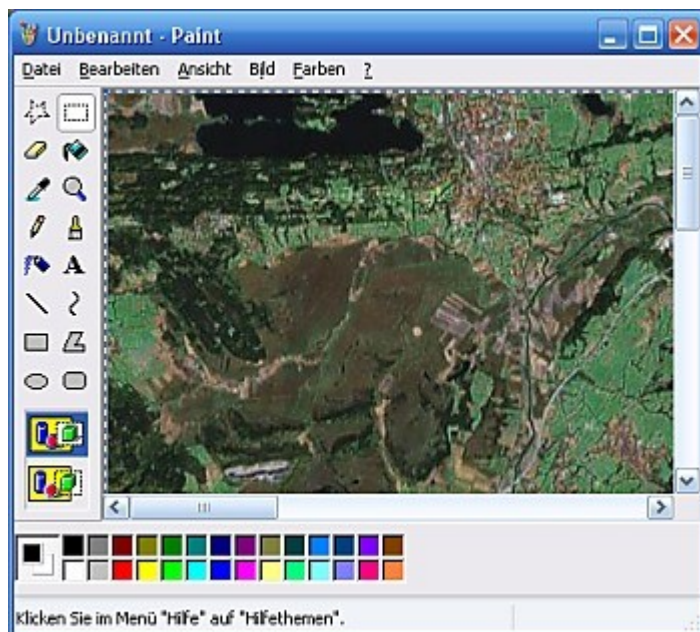 Unbenannt - Paint
Datei Bearbeiten Ansicht Bild Farben ?
A
Klicken Sie im Menü "Hilfe" auf "Hilfethemen".